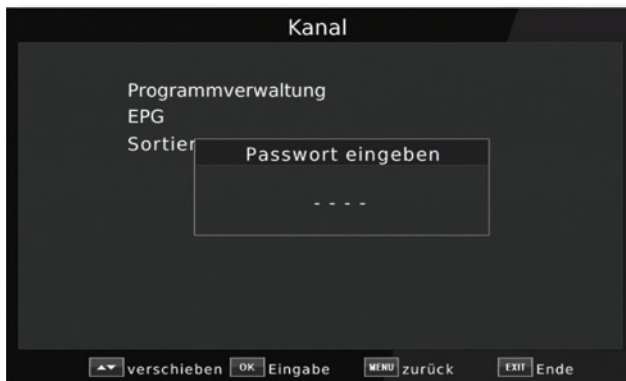 Kanal
Programmverwaltung
EPG
Sortier
Passwort eingeben
- - - -
▲▼ verschieben OK Eingabe MENU zurück EXIT Ende